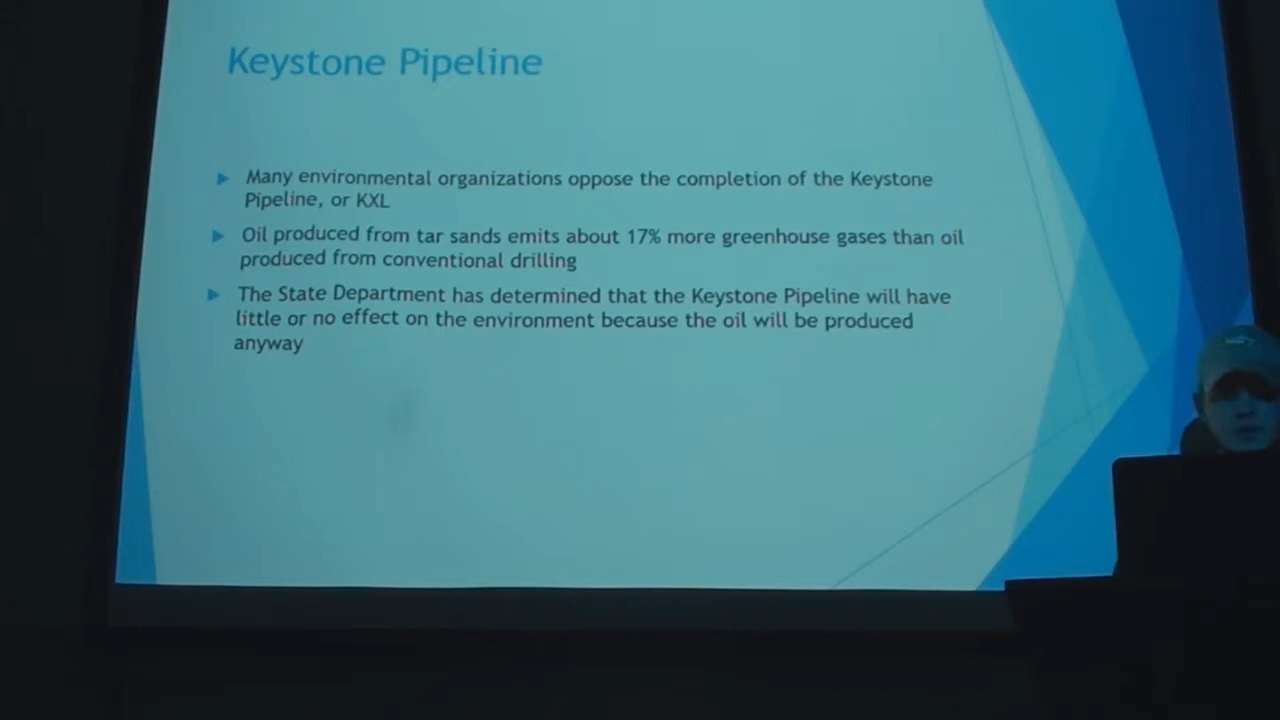 Keystone Pipeline
Many environmental organizations oppose the completion of the Keystone
Pipeline, or KXL
Oil produced from tar sands emits about 17% more greenhouse gases than oil
produced from conventional drilling
The State Department has determined that the Keystone Pipeline will have
little or no effect on the environment because the oil will be produced
anyway